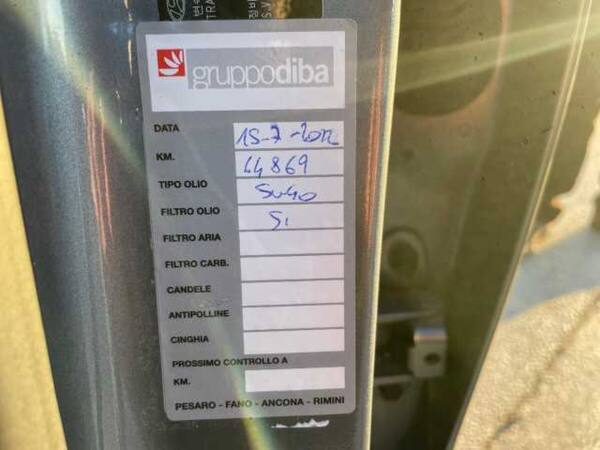 gruppodiba
DATA 15-7-2012
KM. 44869
TIPO OLIO 5W40
FILTRO OLIO Si
FILTRO ARIA
FILTRO CARB.
CANDELE
ANTIPOLLINE
CINGHIA
PROSSIMO CONTROLLO A
KM.
PESARO - FANO - ANCONA - RIMINI